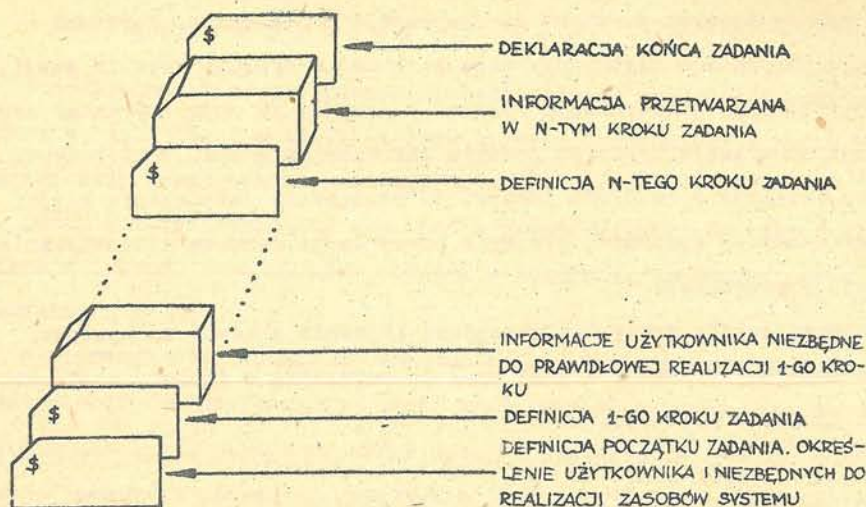 $
DEKLARACJA KOŃCA ZADANIA
INFORMACJA PRZETWARZANA
W N-TYM KROKU ZADANIA
$
DEFINICJA N-TEGO KROKU ZADANIA
INFORMACJE UŻYTKOWNIKA NIEZBĘDNE
DO PRAWIDŁOWEJ REALIZACJI 1-GO KRO-
KU
$
DEFINICJA 1-GO KROKU ZADANIA
$
DEFINICJA POCZĄTKU ZADANIA. OKREŚ-
LENIE UŻYTKOWNIKA I NIEZBĘDNYCH DO
REALIZACJI ZASOBÓW SYSTEMU